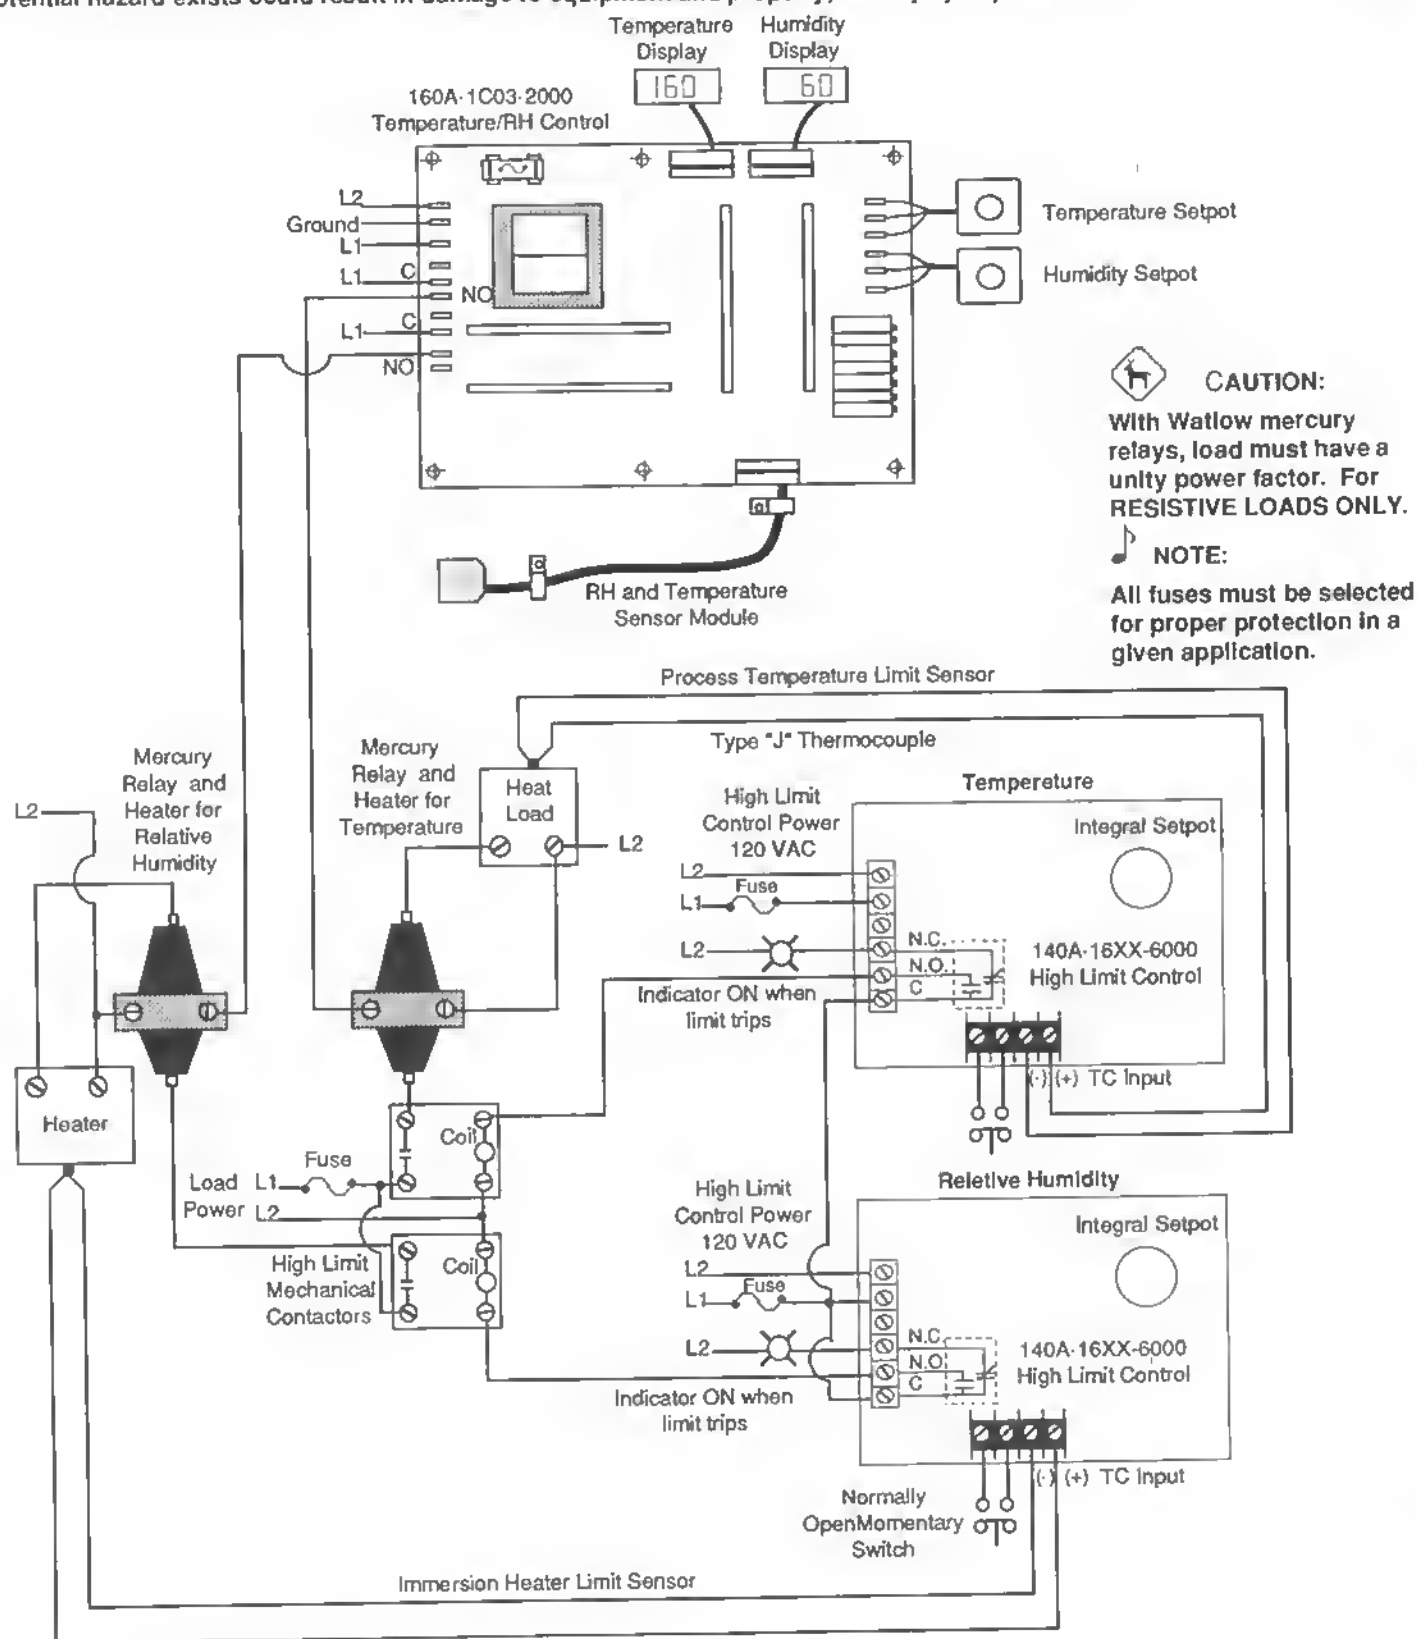 Temperature
Display
Humidity
Display
160
60
160A-1C03-2000
Temperature/RH Control
L2
Ground
L1
L1
C
NO
C
L1
NO
Temperature Setpot
Humidity Setpot
CAUTION:
With Watlow mercury
relays, load must have a
unity power factor. For
RESISTIVE LOADS ONLY.
NOTE:
All fuses must be selected
for proper protection in a
given application.
RH and Temperature
Sensor Module
Process Temperature Limit Sensor
Type "J" Thermocouple
Mercury
Relay and
Heater for
Relative
Humidity
Mercury
Relay and
Heater for
Temperature
Heat
Load
L2
L2
High Limit
Control Power
120 VAC
L2
Fuse
L1
L2
Indicator ON when
limit trips
Tempereture
Integral Setpot
N.C.
N.O.
C
140A-16XX-6000
High Limit Control
(-) (+) TC Input
Heater
Coil
Fuse
Load
Power
L1
L2
Coil
High Limit
Mechanical
Contactors
High Limit
Control Power
120 VAC
L2
Fuse
L1
L2
Indicator ON when
limit trips
Reletive Humidity
Integral Setpot
N.C.
N.O
C
140A-16XX-6000
High Limit Control
(-) (+) TC Input
Normally
OpenMomentary
Switch
Immersion Heater Limit Sensor